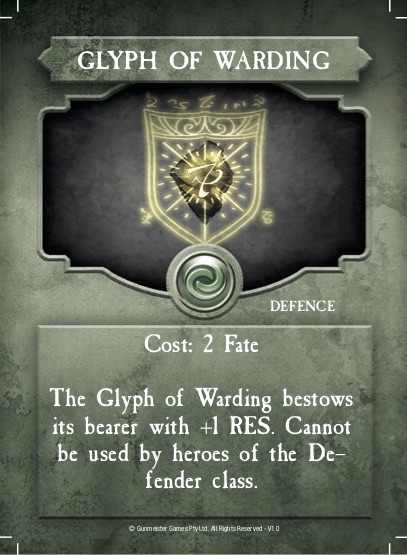 GLYPH OF WARDING
DEFENCE
Cost: 2 Fate
The Glyph of Warding bestows
its bearer with +1 RES. Cannot
be used by heroes of the De-
fender class.
© Gunmeister Games Pty Ltd. All Rights Reserved - V1.0